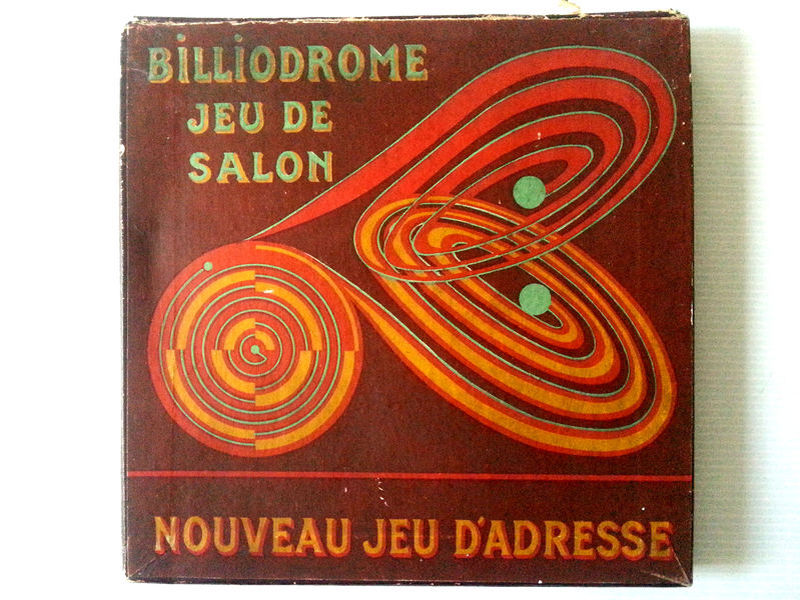 BiLLiODROME
JEU DE
SALON
NOUVEAU JEU D'ADRESSE